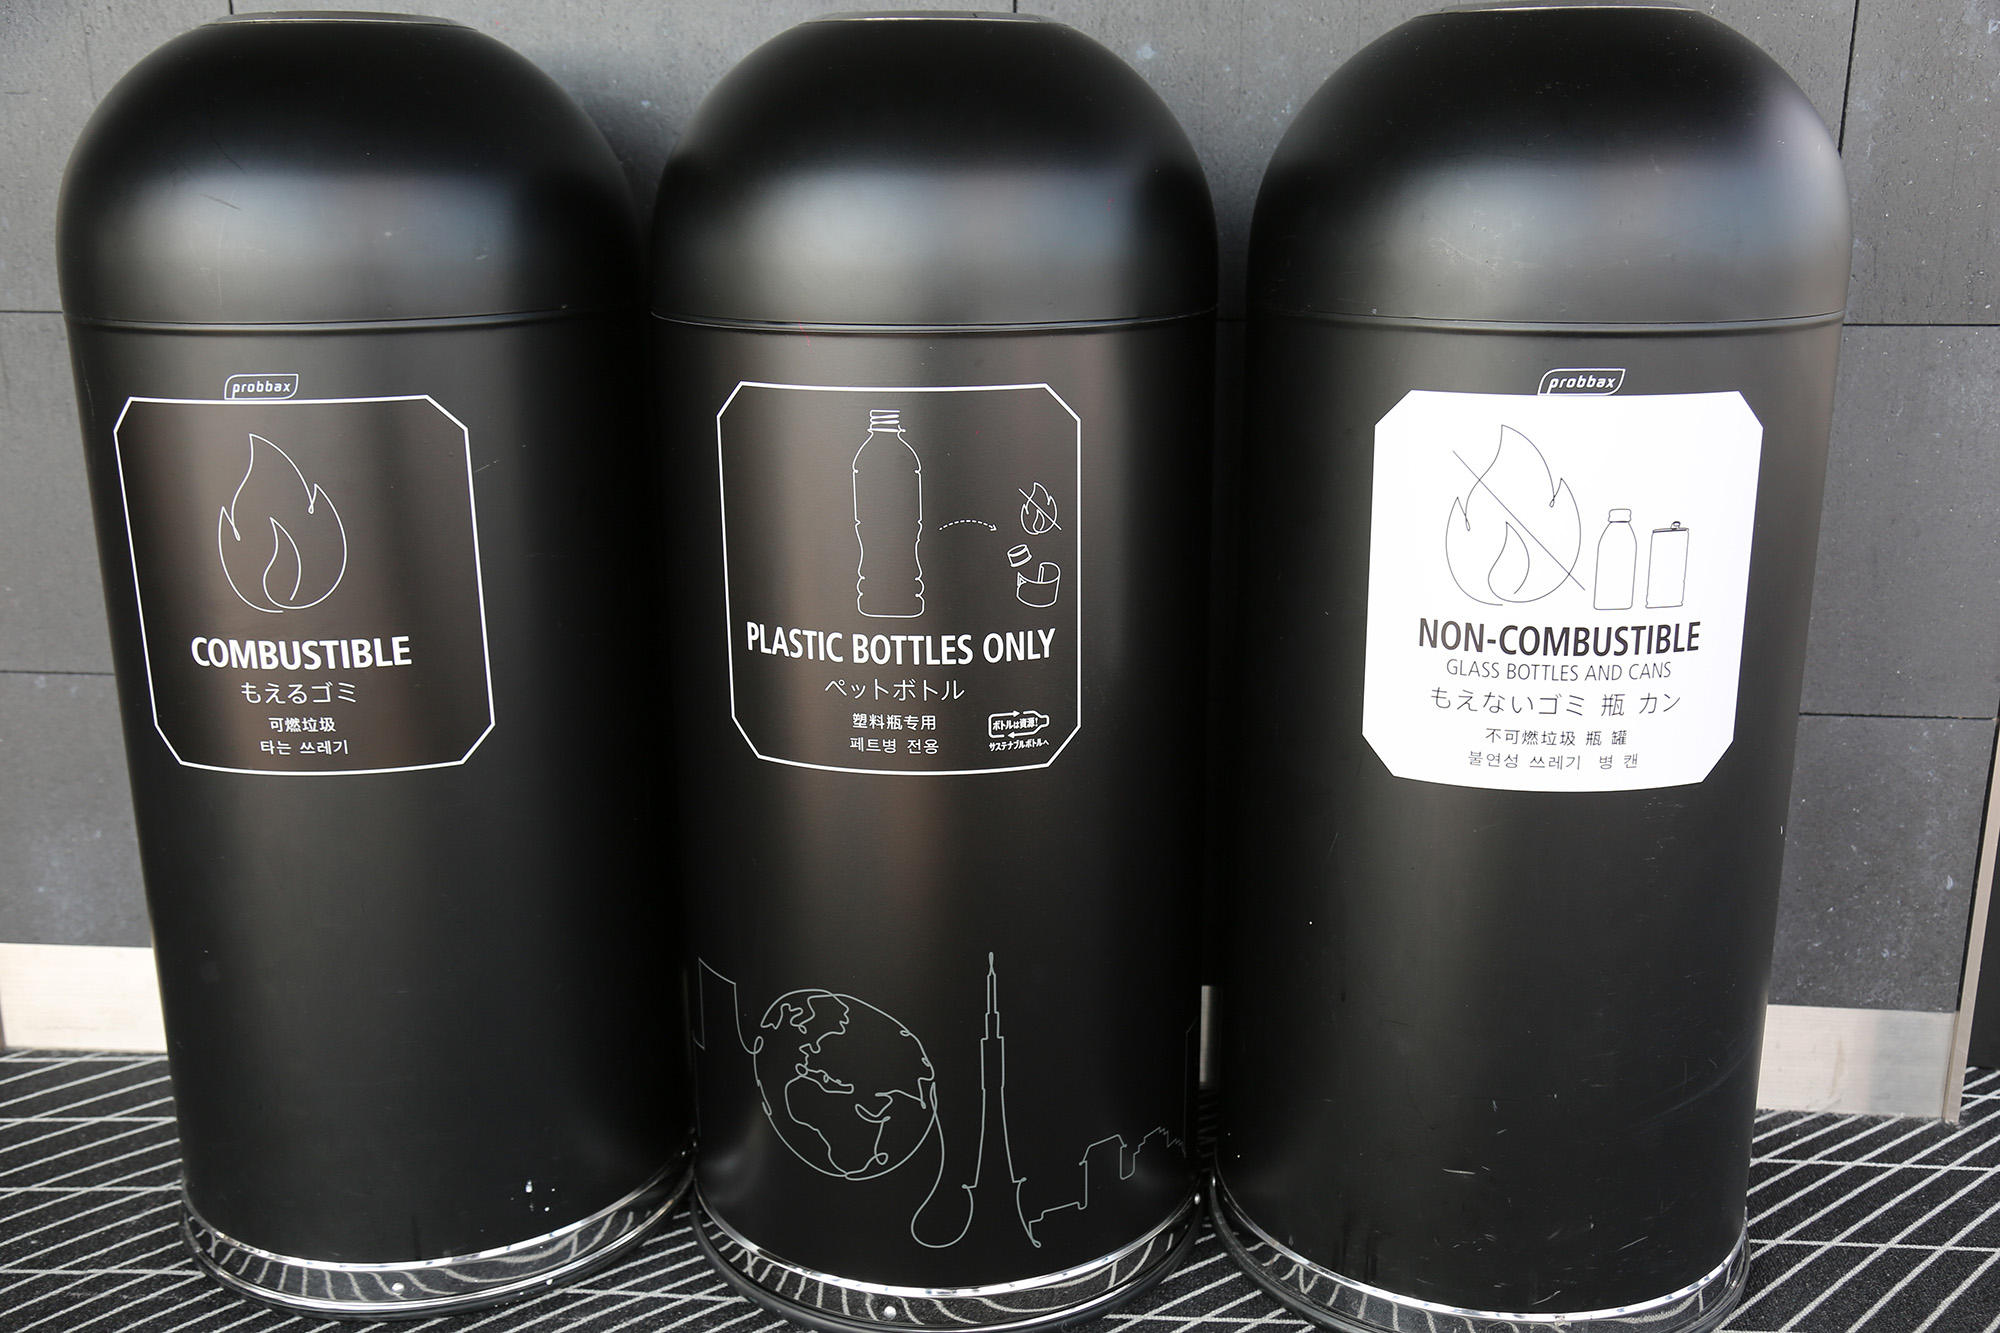 probbax
COMBUSTIBLE
もえるゴミ
可燃垃圾
타는 쓰레기
PLASTIC BOTTLES ONLY
ペットボトル
塑料瓶专用
페트병 전용
ボトルは資源!
サステナブルボトルへ
probbax
NON-COMBUSTIBLE
GLASS BOTTLES AND CANS
もえないゴミ 瓶 カン
不可燃垃圾 瓶 罐
불연성 쓰레기 병 캔